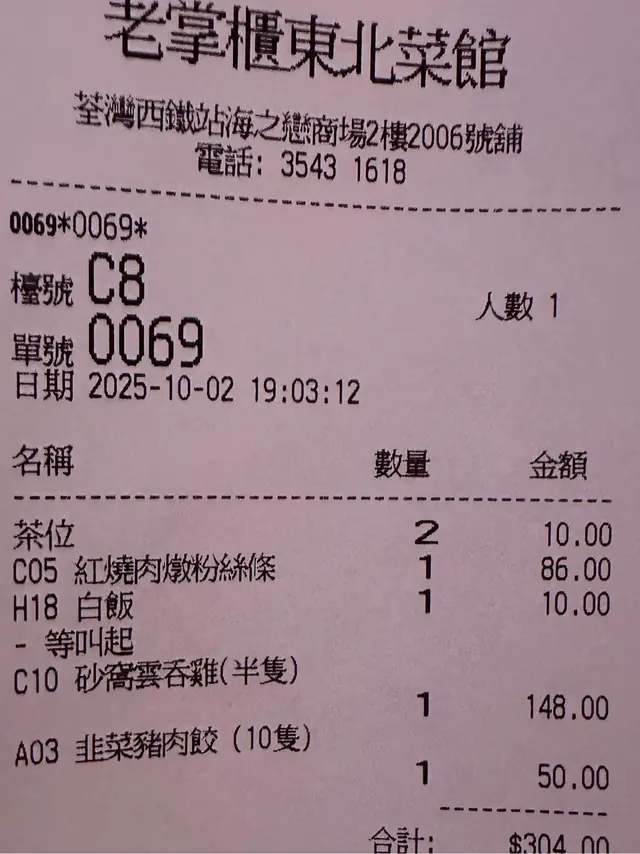 老掌櫃東北菜館
荃灣西鐵站海之戀商場2樓2006號舖
電話: 3543 1618
0069*0069*
檯號 C8 人數 1
單號 0069
日期 2025-10-02 19:03:12
名稱 數量 金額
茶位 2 10.00
C05 紅燒肉燉粉絲條 1 86.00
H18 白飯 1 10.00
- 等叫起
C10 砂窩雲吞雞(半隻)
1 148.00
A03 韭菜豬肉餃 (10隻)
1 50.00
合計: $304.00